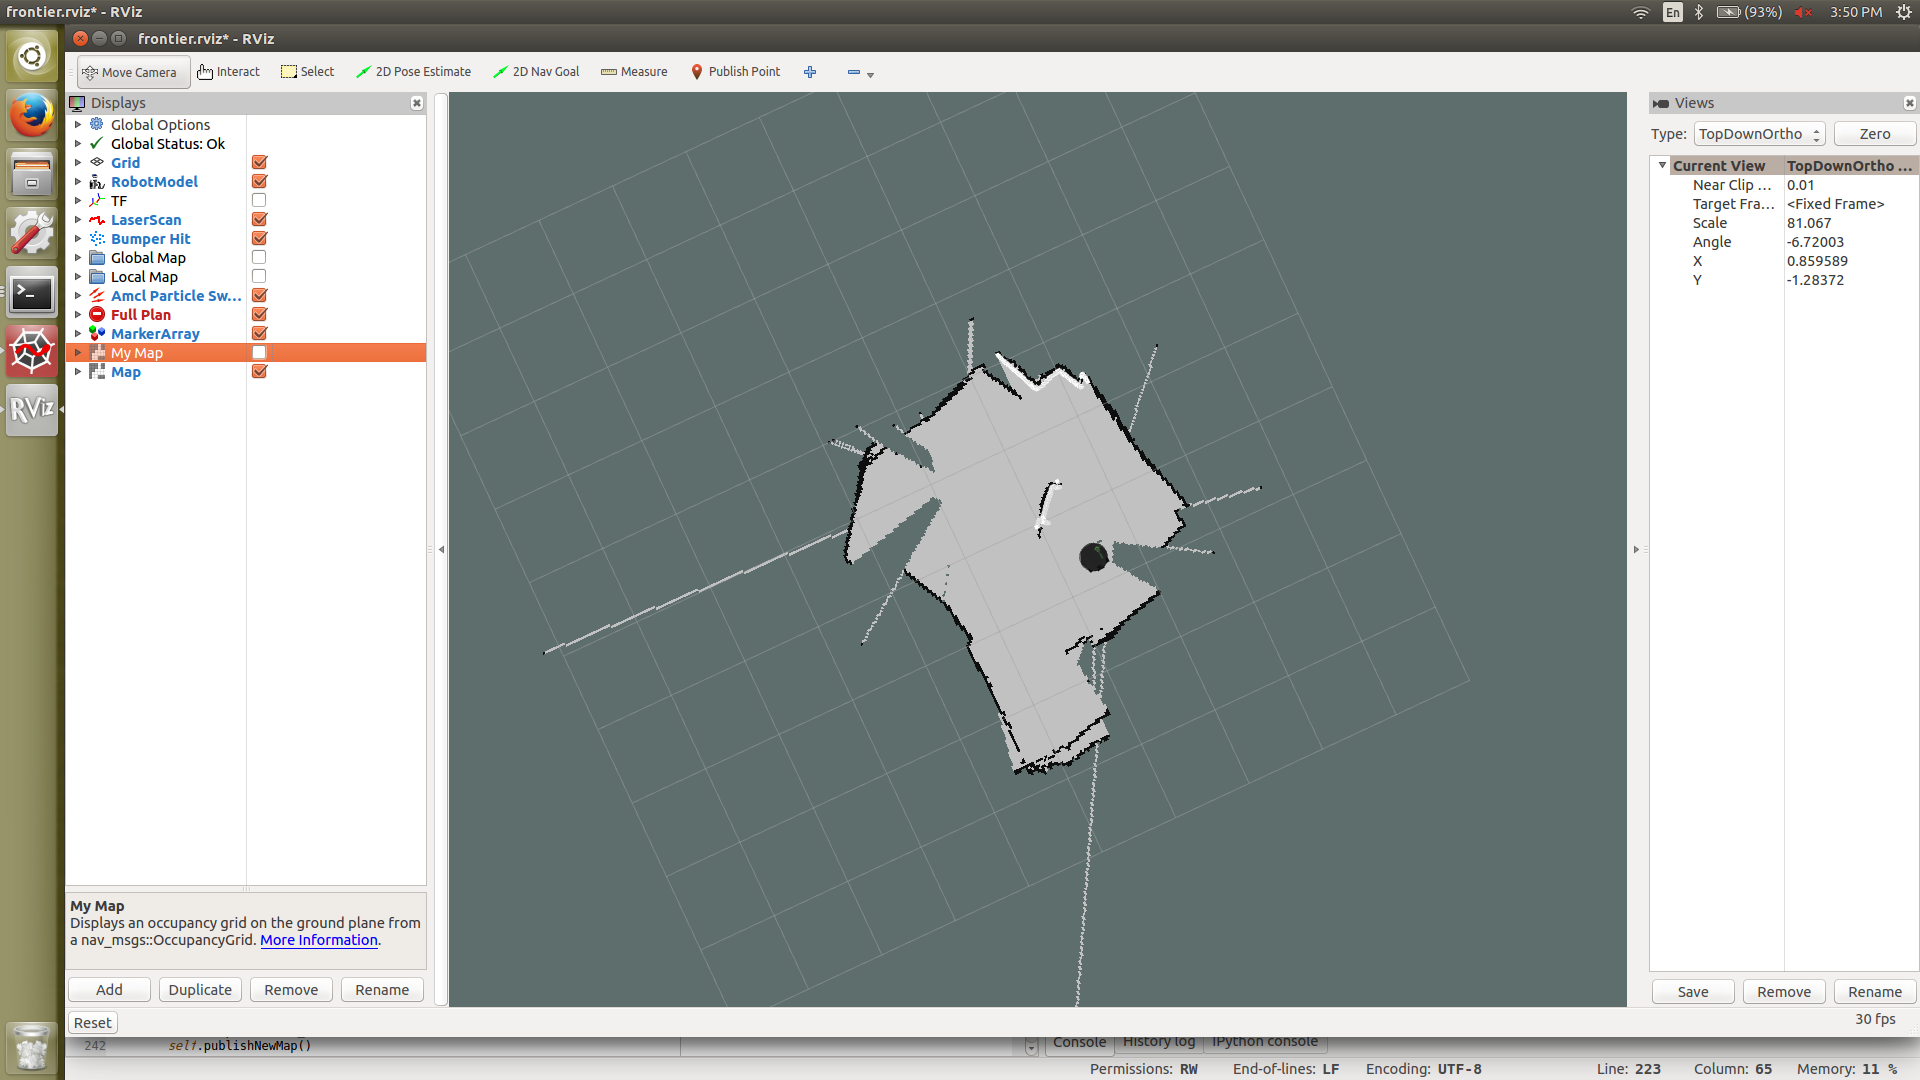 frontier.rviz* - RViz
En
(93%)
3:50 PM
frontier.rviz* - RViz
Move Camera
Interact
Select
2D Pose Estimate
2D Nav Goal
Measure
Publish Point
Displays
Global Options
Global Status: Ok
Grid
RobotModel
TF
LaserScan
Bumper Hit
Global Map
Local Map
Amcl Particle Sw...
Full Plan
MarkerArray
My Map
Map
My Map
Displays an occupancy grid on the ground plane from
a nav_msgs::OccupancyGrid. More Information.
Add
Duplicate
Remove
Rename
Reset
Views
Type: TopDownOrtho
Zero
Current View TopDownOrtho ...
Near Clip ... 0.01
Target Fra... <Fixed Frame>
Scale 81.067
Angle -6.72003
X 0.859589
Y -1.28372
Save
Remove
Rename
30 fps
RViz
242 self.publishNewMap()
Console
History log
IPython console
Permissions: RW End-of-lines: LF Encoding: UTF-8 Line: 223 Column: 65 Memory: 11 %